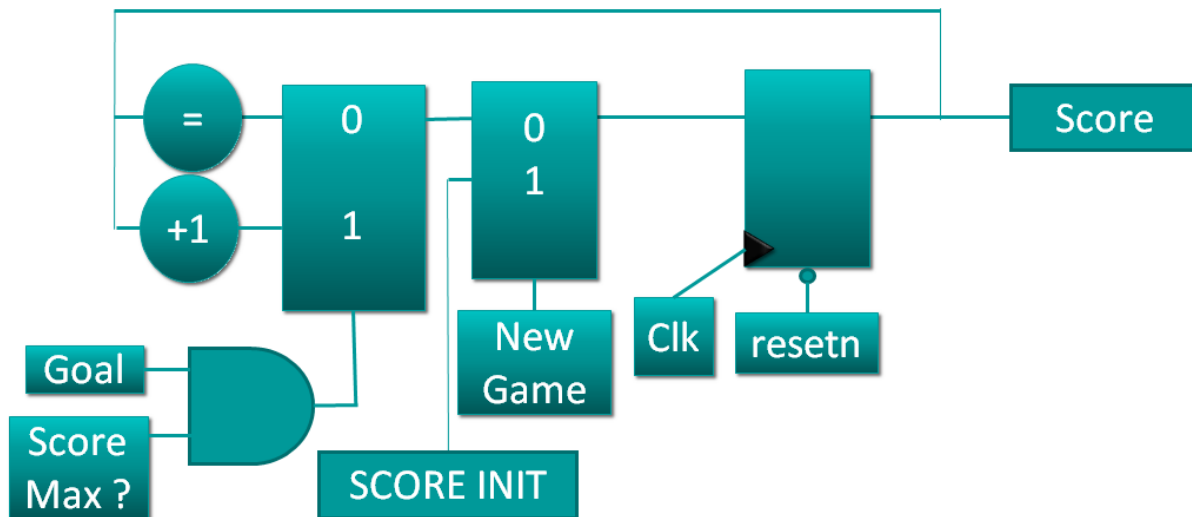 =
0
0
Score
1
+1
1
New
Game
Clk
resetn
Goal
Score
Max ?
SCORE INIT